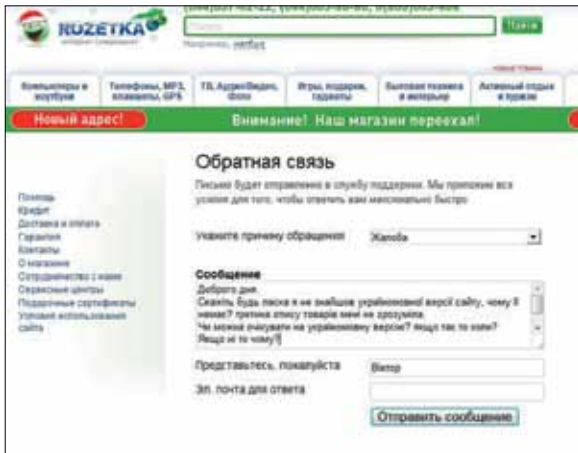 ROZETKA
Поиск
Найти
Например, нетбук
Компьютеры и ноутбуки
Телефоны, MP3, GPS
ТВ, Аудио/Видео, Фото
Игры, подарки, гаджеты
Бытовая техника и интерьер
Активный отдых и туризм
Новый адрес!
Внимание! Наш магазин переехал!
Обратная связь
Письмо будет отправлено в службу поддержки. Мы приложим все
усилия для того, чтобы ответить вам максимально быстро
Помощь
Кредит
Доставка и оплата
Гарантия
Контакты
О магазине
Сотрудничество с нами
Сервисные центры
Подарочные сертификаты
Условия использования
сайта
Укажите причину обращения
Жалоба
Сообщение
Доброго дня.
Скажіть будь ласка я не знайшов україномовної версії сайту, чому її
немає? третина опису товарів мені не зрозуміла.
Чи можна очікувати на україномовну версію? якщо так то коли?
Якщо ні то чому?
Представьтесь, пожалуйста
Віктор
Эл. почта для ответа
Отправить сообщение